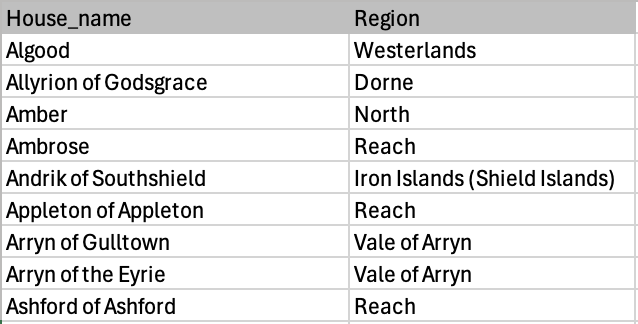 House_name Region
Algood Westerlands
Allyrion of Godsgrace Dorne
Amber North
Ambrose Reach
Andrik of Southshield Iron Islands (Shield Islands)
Appleton of Appleton Reach
Arryn of Gulltown Vale of Arryn
Arryn of the Eyrie Vale of Arryn
Ashford of Ashford Reach